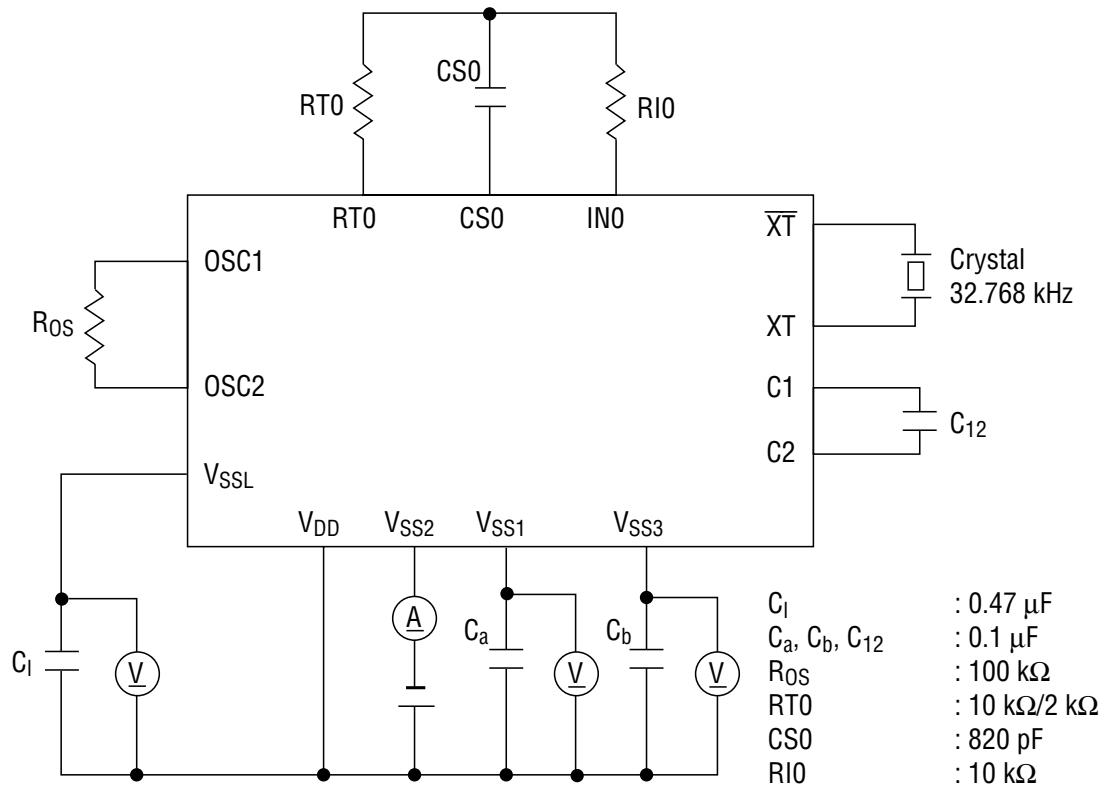 CS0
RT0
RI0
RT0
CS0
IN0
XT
OSC1
Crystal
32.768 kHz
ROS
XT
OSC2
C1
C12
C2
VSSL
VDD
VSS2
VSS1
VSS3
A
Ca
Cb
Cl
V
V
V
Cl : 0.47 μF
Ca, Cb, C12 : 0.1 μF
ROS : 100 kΩ
RT0 : 10 kΩ/2 kΩ
CS0 : 820 pF
RI0 : 10 kΩ